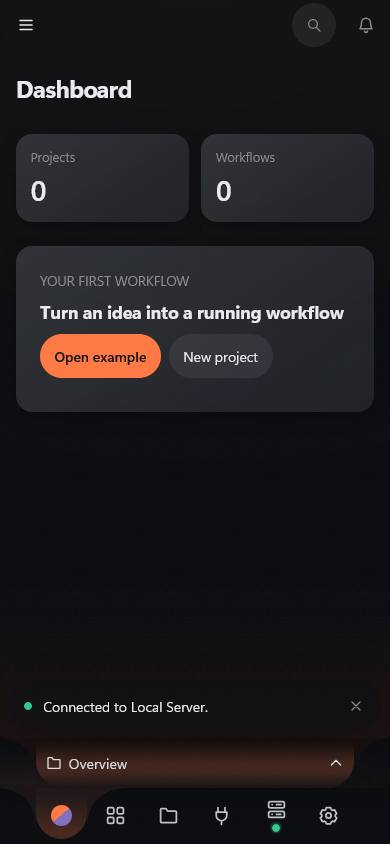 Dashboard
Projects
Workflows
0
0
YOUR FIRST WORKFLOW
Turn an idea into a running workflow
Open example
New project
Connected to Local Server.
Overview